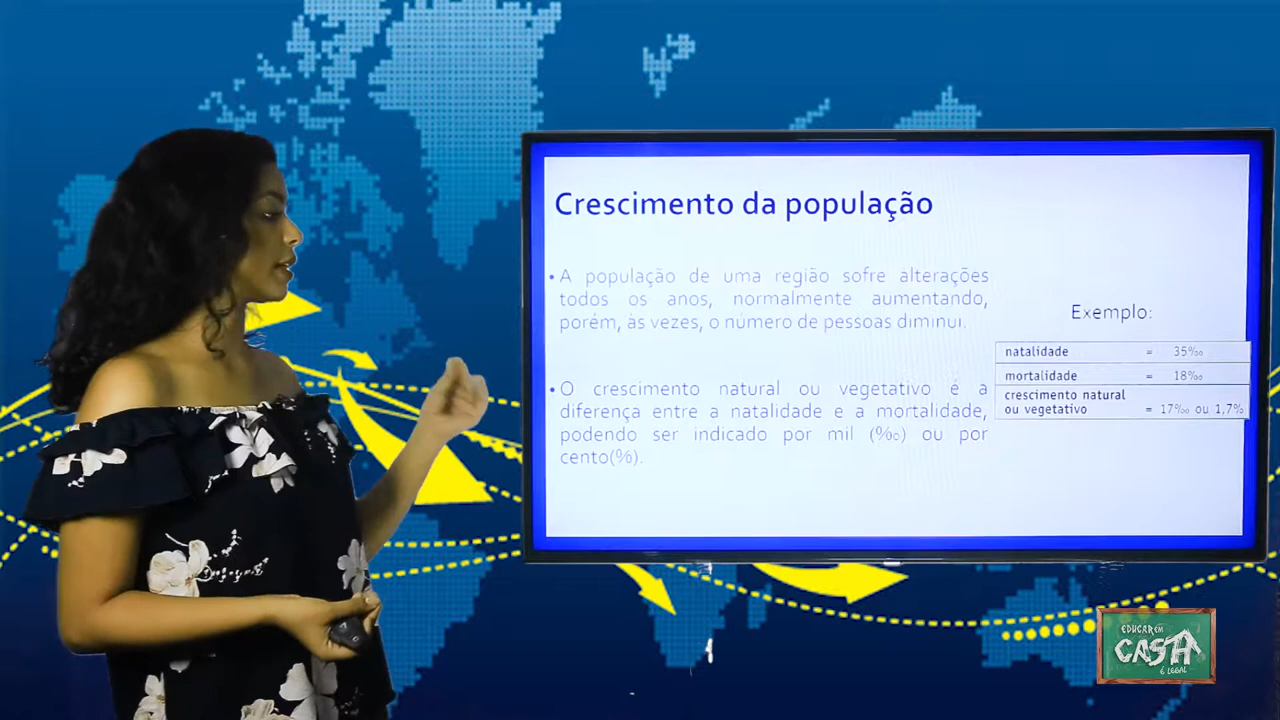 Crescimento da população
• A população de uma região sofre alterações
todos os anos, normalmente aumentando,
porém, às vezes, o número de pessoas diminui.
• O crescimento natural ou vegetativo é a
diferença entre a natalidade e a mortalidade,
podendo ser indicado por mil (‰) ou por
cento(%).
Exemplo:
natalidade = 35‰
mortalidade = 18‰
crescimento natural
ou vegetativo = 17‰ ou 1,7%
EDUCAR EM
CASA
É LEGAL